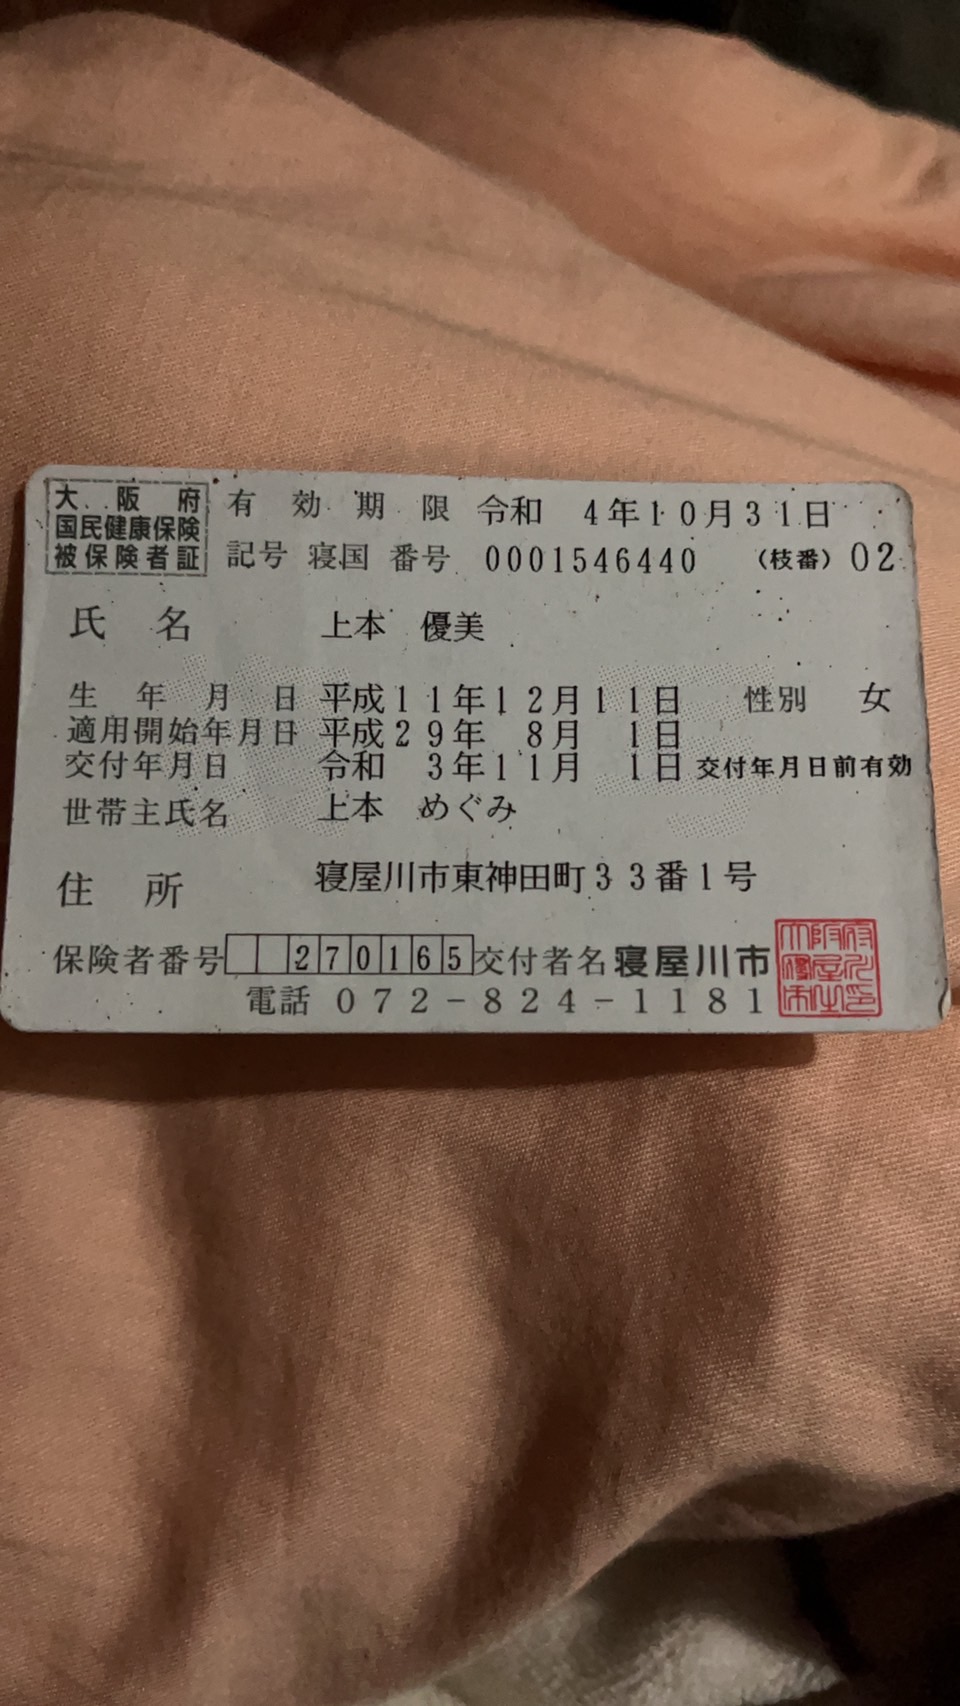 大阪府
国民健康保険
被保険者証
有効期限 令和 4年10月31日
記号 寝国 番号 0001546440 (枝番) 02
氏名 上本 優美
生年月日 平成11年12月11日 性別 女
適用開始年月日 平成29年 8月 1日
交付年月日 令和 3年11月 1日 交付年月日前有効
世帯主氏名 上本 めぐみ
住所 寝屋川市東神田町33番1号
保険者番号 270165 交付者名 寝屋川市
電話 072-824-1181